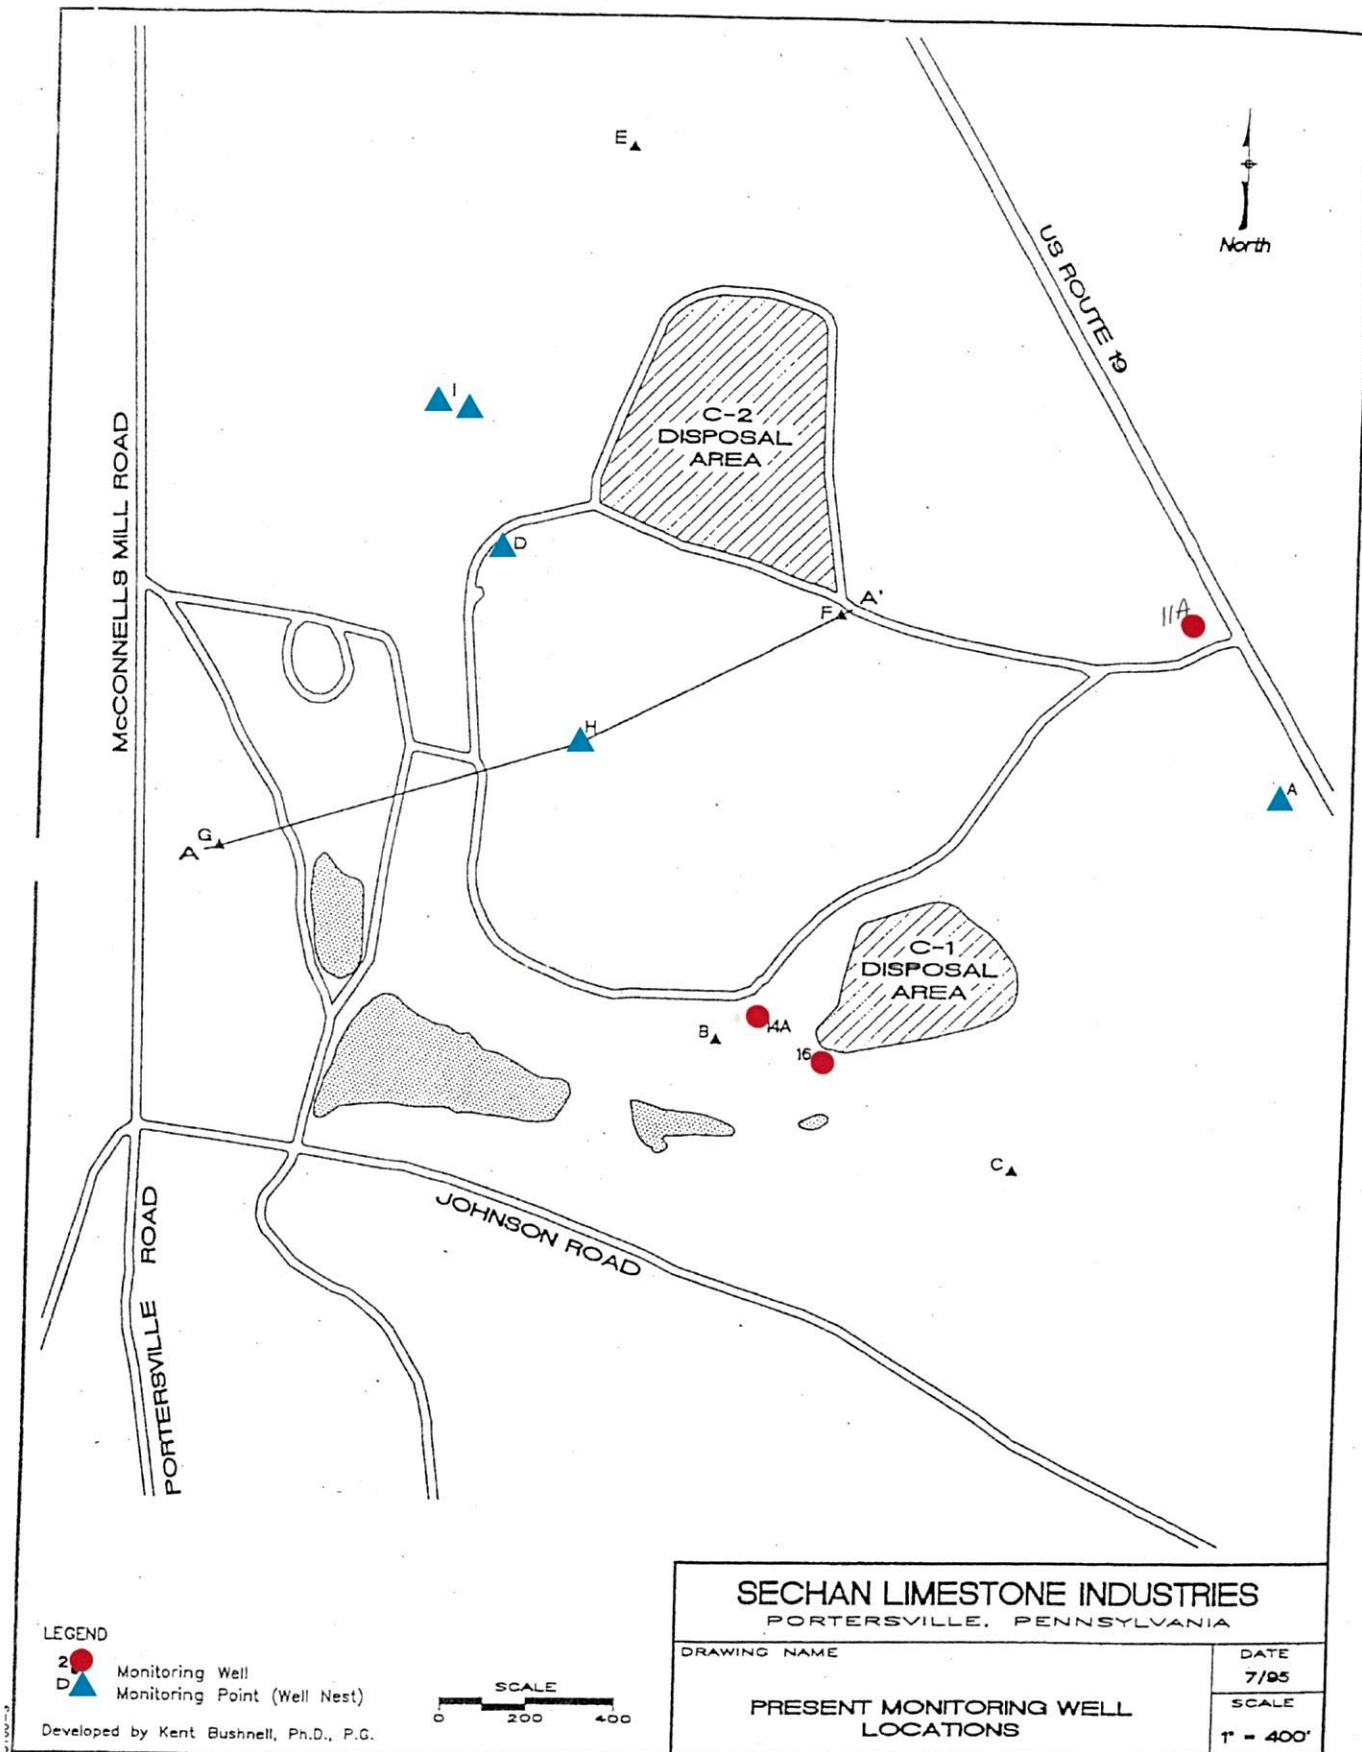 E
North
US ROUTE 19
I
C-2
DISPOSAL
AREA
McCONNELLS MILL ROAD
D
F
A'
11A
H
A
G
A
C-1
DISPOSAL
AREA
B
14A
16
C
JOHNSON ROAD
PORTERSVILLE ROAD
SECHAN LIMESTONE INDUSTRIES
PORTERSVILLE, PENNSYLVANIA
DRAWING NAME
PRESENT MONITORING WELL
LOCATIONS
DATE
7/95
SCALE
1" = 400'
LEGEND
2 Monitoring Well
D Monitoring Point (Well Nest)
Developed by Kent Bushnell, Ph.D., P.G.
SCALE
0 200 400